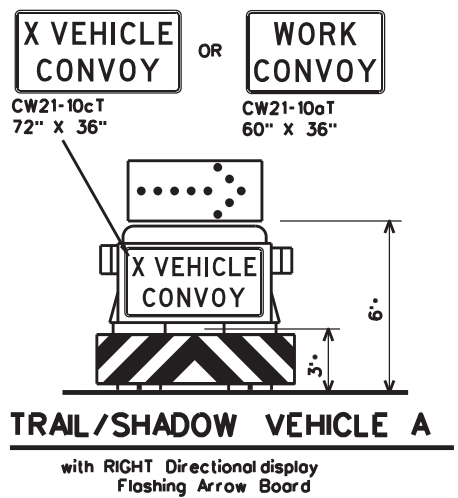 X VEHICLE
CONVOY
OR
WORK
CONVOY
CW21-10cT
72" X 36"
CW21-10aT
60" X 36"
X VEHICLE
CONVOY
6'±
3'±
TRAIL/SHADOW VEHICLE A
with RIGHT Directional display
Flashing Arrow Board